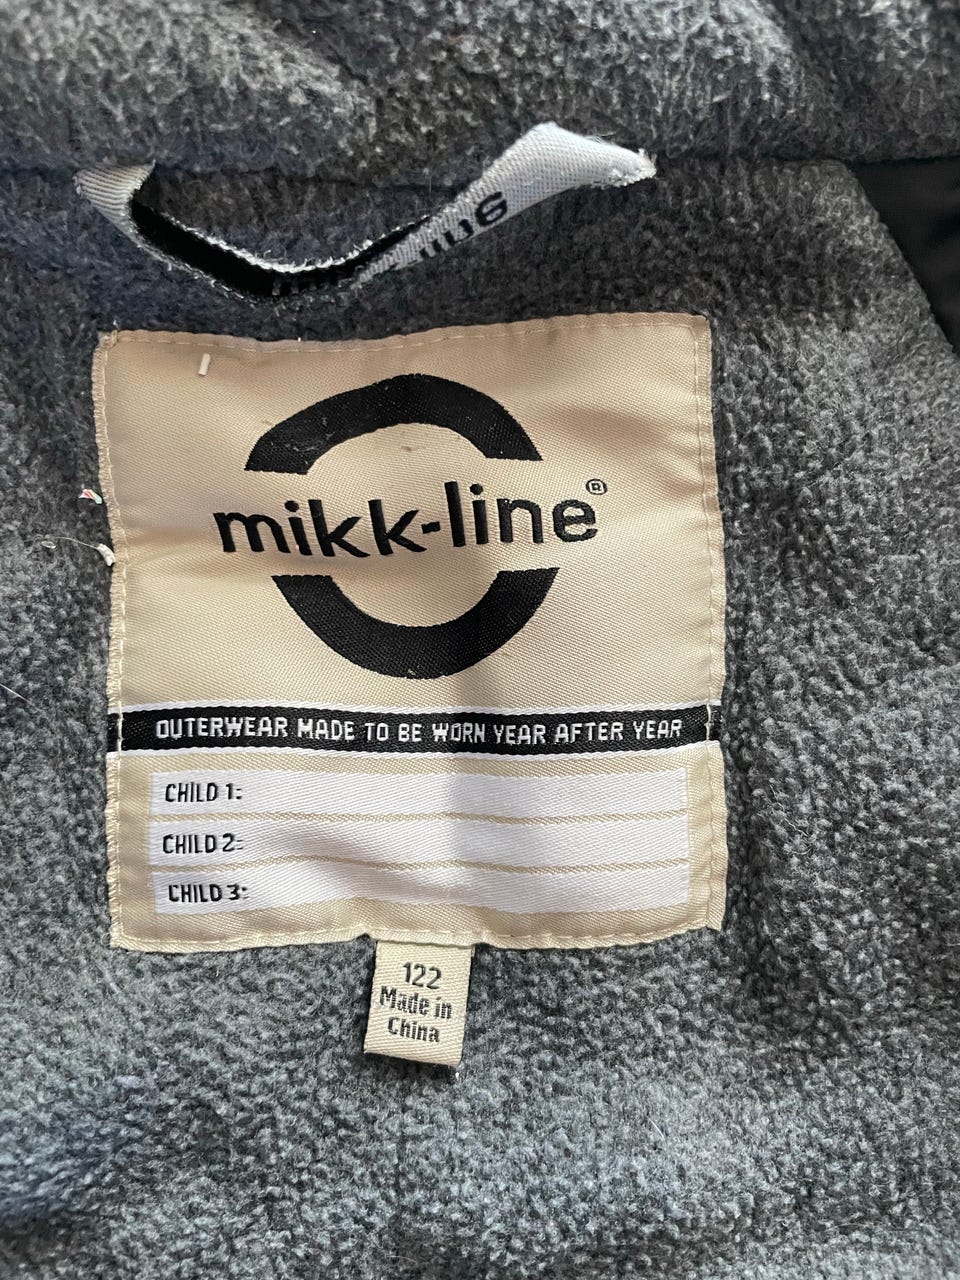 mikk-line®
OUTERWEAR MADE TO BE WORN YEAR AFTER YEAR
CHILD 1:
CHILD 2:
CHILD 3:
122
Made in
China